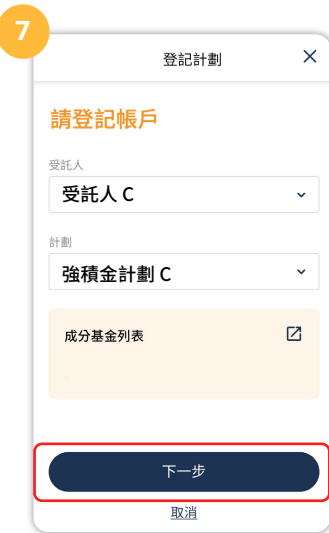 7
登記計劃
請登記帳戶
受託人
受託人 C
計劃
強積金計劃 C
成分基金列表
下一步
取消